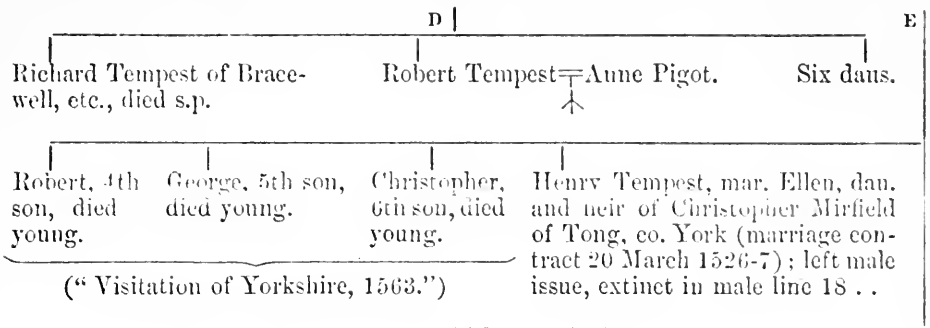 D E
Richard Tempest of Brace-
well, etc., died s.p.
Robert Tempest=Anne Pigot.
Six daus.
Robert, 4th
son, died
young.
George, 5th son,
died young.
Christopher,
6th son, died
young.
Henry Tempest, mar. Ellen, dau.
and heir of Christopher Mirfield
of Tong, co. York (marriage con-
tract 20 March 1526-7); left male
issue, extinct in male line 18 . .
(“ Visitation of Yorkshire, 1563.”)